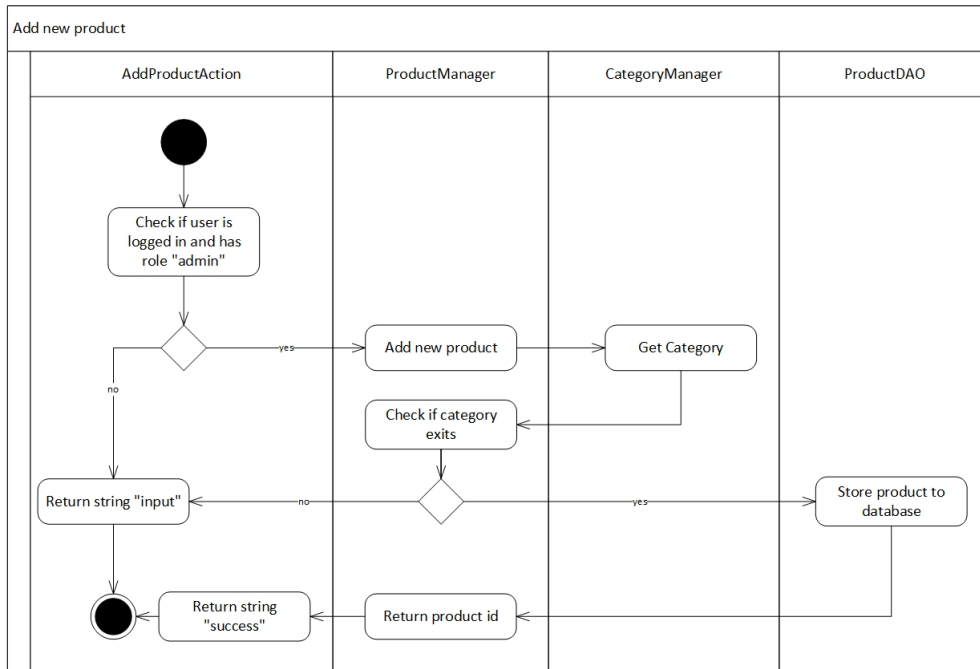 Add new product
AddProductAction
ProductManager
CategoryManager
ProductDAO
Check if user is
logged in and has
role "admin"
yes
Add new product
Get Category
no
Check if category
exits
Return string "input"
no
yes
Store product to
database
Return string
"success"
Return product id